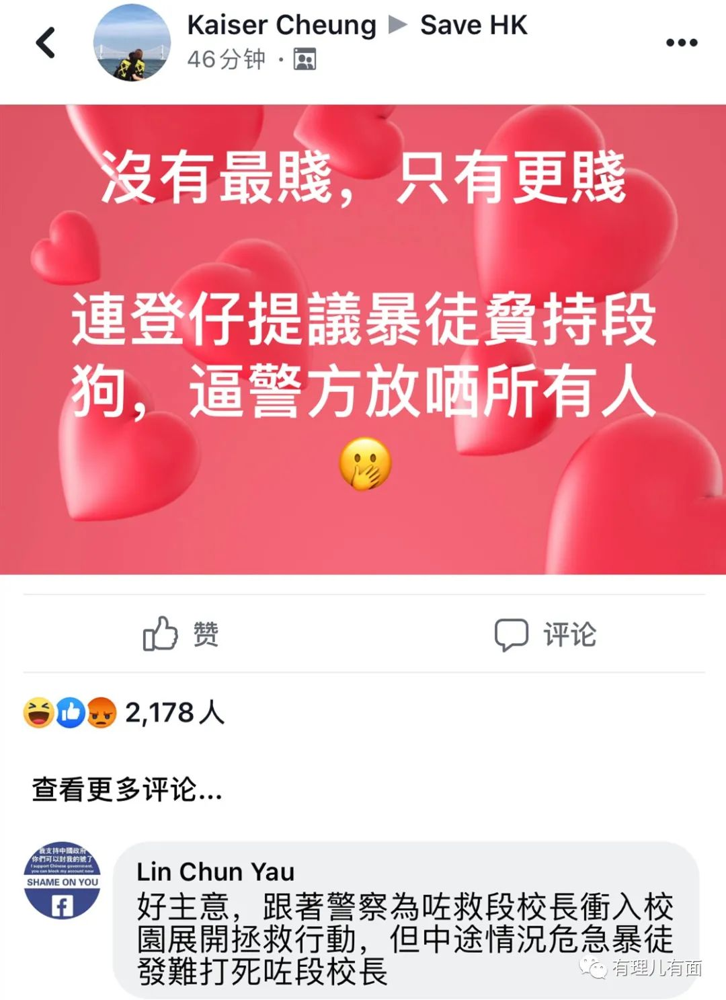 Kaiser Cheung ▶ Save HK
46分钟 ·
沒有最賤，只有更賤
連登仔提議暴徒脅持段
狗，逼警方放哂所有人
赞
评论
2,178人
查看更多评论...
我支持中國政府
你們可以封我的號了
I support Chinese government,
you can block my account now
SHAME ON YOU
Lin Chun Yau
好主意，跟著警察為咗救段校長衝入校
園展開拯救行動，但中途情況危急暴徒
發難打死咗段校長
有理儿有面